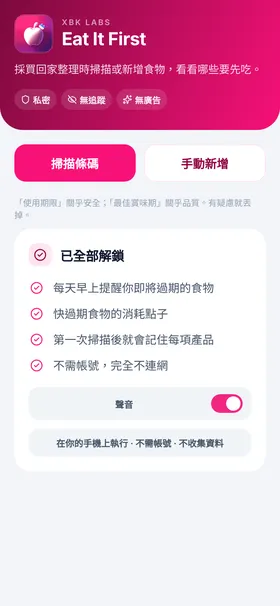 XBK LABS
Eat It First
採買回家整理時掃描或新增食物，看看哪些要先吃。
私密
無追蹤
無廣告
掃描條碼
手動新增
「使用期限」關乎安全；「最佳賞味期」關乎品質。有疑慮就丟
掉。
已全部解鎖
每天早上提醒你即將過期的食物
快過期食物的消耗點子
第一次掃描後就會記住每項產品
不需帳號，完全不連網
聲音
在你的手機上執行 · 不需帳號 · 不收集資料